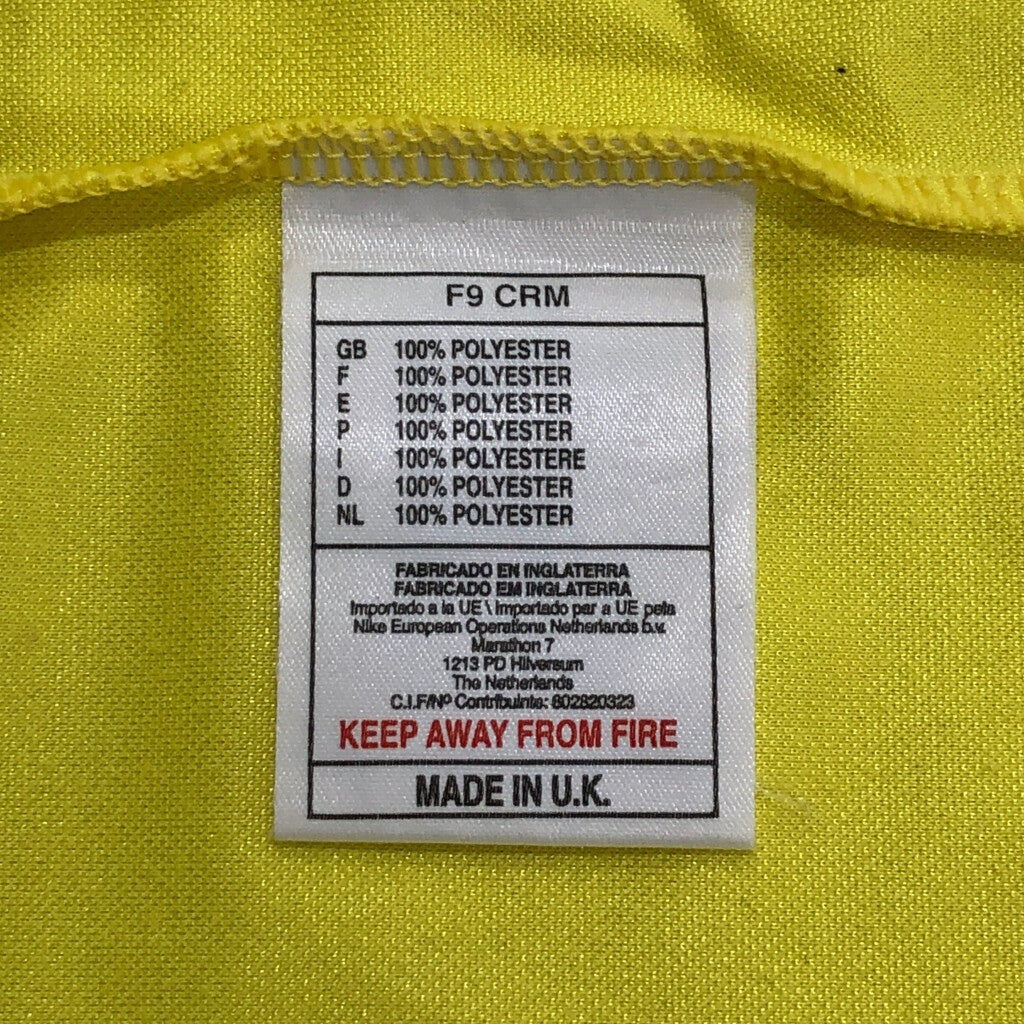 F9 CRM
GB 100% POLYESTER
F 100% POLYESTER
E 100% POLYESTER
P 100% POLYESTER
I 100% POLYESTERE
D 100% POLYESTER
NL 100% POLYESTER
FABRICADO EN INGLATERRA
FABRICADO EM INGLATERRA
Importado a la UE \ Importado par a UE pela
Nike European Operations Netherlands b.v.
Marathon 7
1213 PD Hilversum
The Netherlands
C.I.F/Nº Contribuinte: 802820323
KEEP AWAY FROM FIRE
MADE IN U.K.